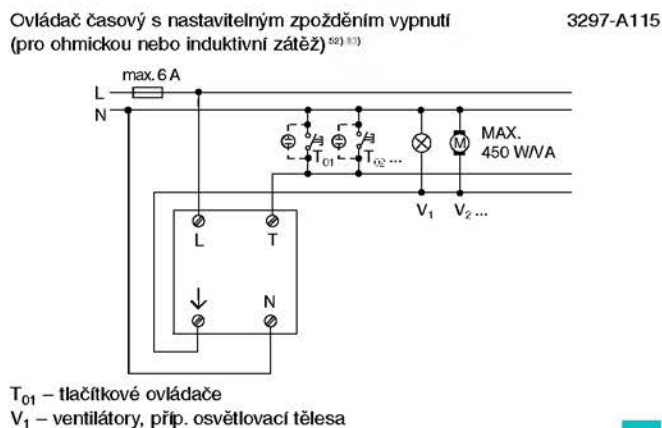 Ovládač časový s nastavitelným zpožděním vypnutí 3297-A115
(pro ohmickou nebo induktivní zátěž) 52)
max. 6 A
L
N
T01 T02 ...
M
MAX.
450 W/VA
V1 V2 ...
L T
N
T01 – tlačítkové ovládače
V1 – ventilátory, příp. osvětlovací tělesa